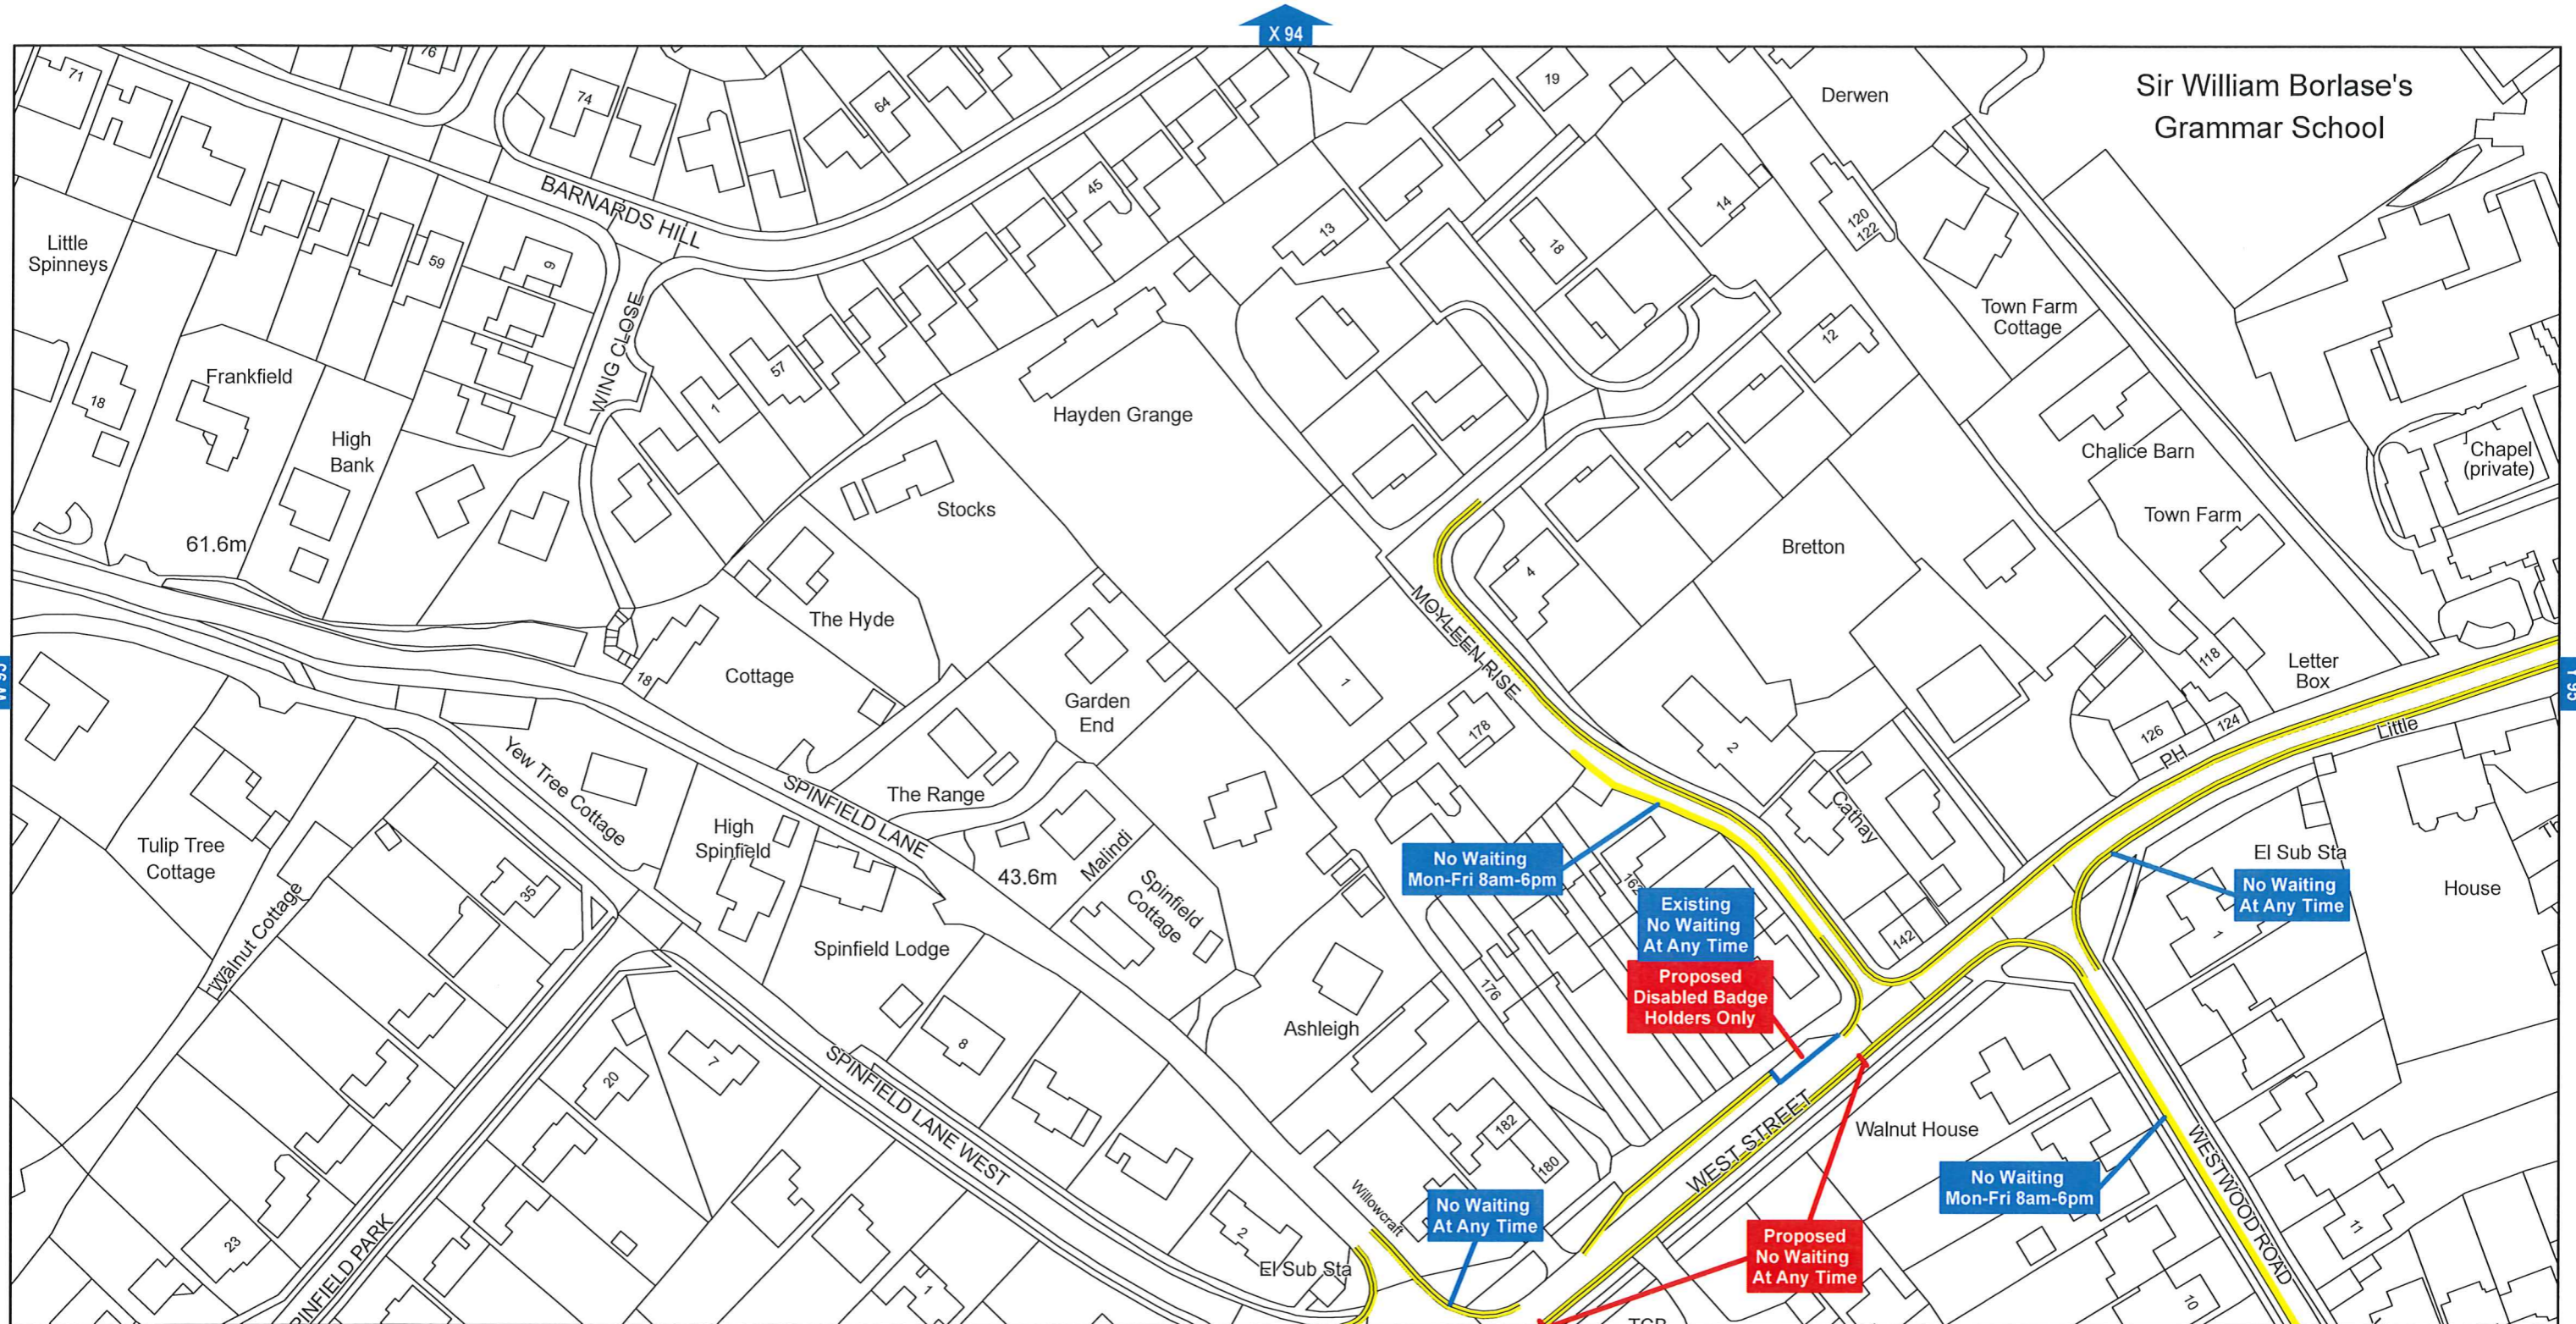 X 94
Sir William Borlase's
Grammar School
71
76
74
64
19
Derwen
BARNARDS HILL
45
13
18
14
120
122
Little
Spinneys
59
9
WING CLOSE
57
1
12
Town Farm
Cottage
Frankfield
18
High
Bank
Hayden Grange
Chalice Barn
Chapel
(private)
Stocks
Town Farm
61.6m
4
Bretton
The Hyde
MOYLEEN RISE
18
Cottage
Garden
End
1
178
2
118
Letter
Box
126
124
PH
Little
W 95
Y 95
Yew Tree Cottage
SPINFIELD LANE
The Range
Cathay
Tulip Tree
Cottage
High
Spinfield
43.6m
Malindi
Spinfield
Cottage
No Waiting
Mon-Fri 8am-6pm
162
El Sub Sta
No Waiting
At Any Time
House
Th
35
Walnut Cottage
Existing
No Waiting
At Any Time
Proposed
Disabled Badge
Holders Only
142
1
Spinfield Lodge
176
Ashleigh
8
7
20
SPINFIELD LANE WEST
182
180
WEST STREET
Walnut House
Willowcraft
No Waiting
At Any Time
No Waiting
Mon-Fri 8am-6pm
WESTWOOD ROAD
11
23
SPINFIELD PARK
2
El Sub Sta
Proposed
No Waiting
At Any Time
1
10
TCB